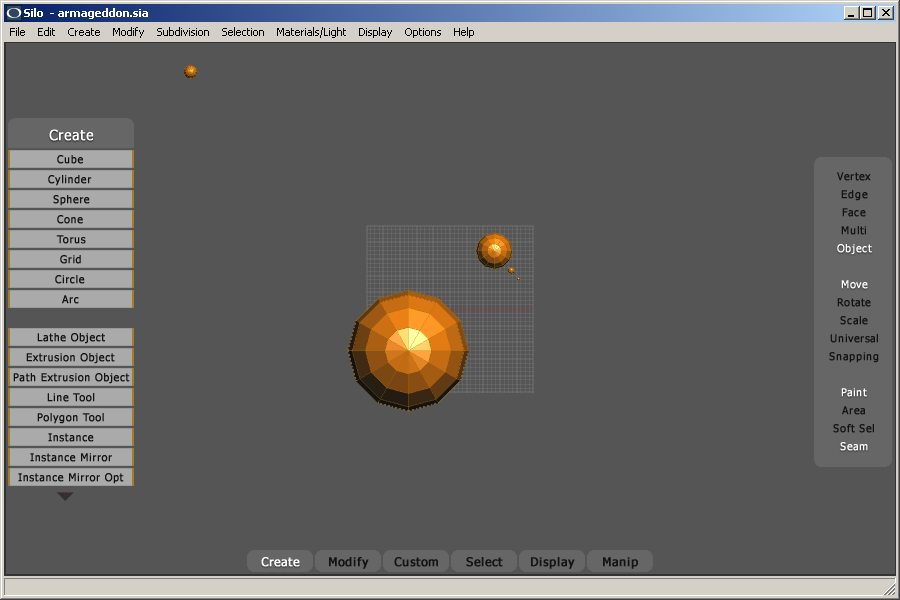 Silo - armageddon.sia
File Edit Create Modify Subdivision Selection Materials/Light Display Options Help
Create
Cube
Cylinder
Sphere
Cone
Torus
Grid
Circle
Arc
Lathe Object
Extrusion Object
Path Extrusion Object
Line Tool
Polygon Tool
Instance
Instance Mirror
Instance Mirror Opt
Vertex
Edge
Face
Multi
Object
Move
Rotate
Scale
Universal
Snapping
Paint
Area
Soft Sel
Seam
Create Modify Custom Select Display Manip